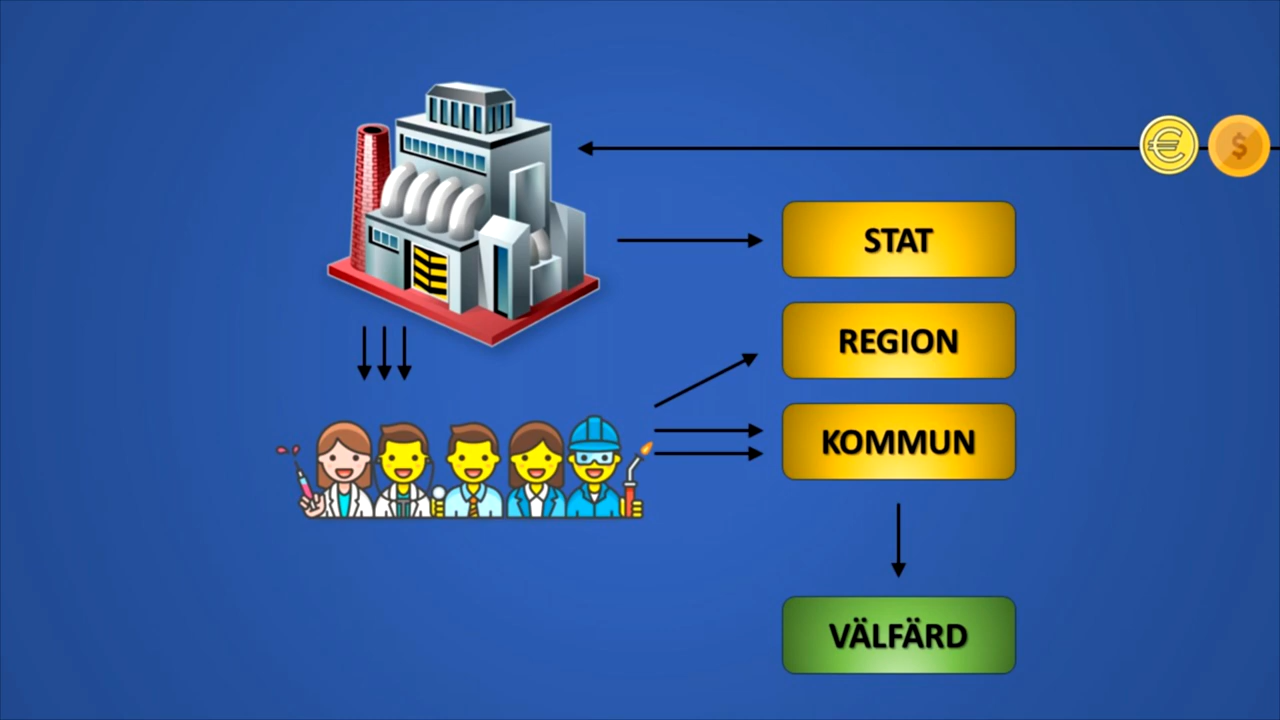 €
$
STAT
REGION
KOMMUN
VÄLFÄRD